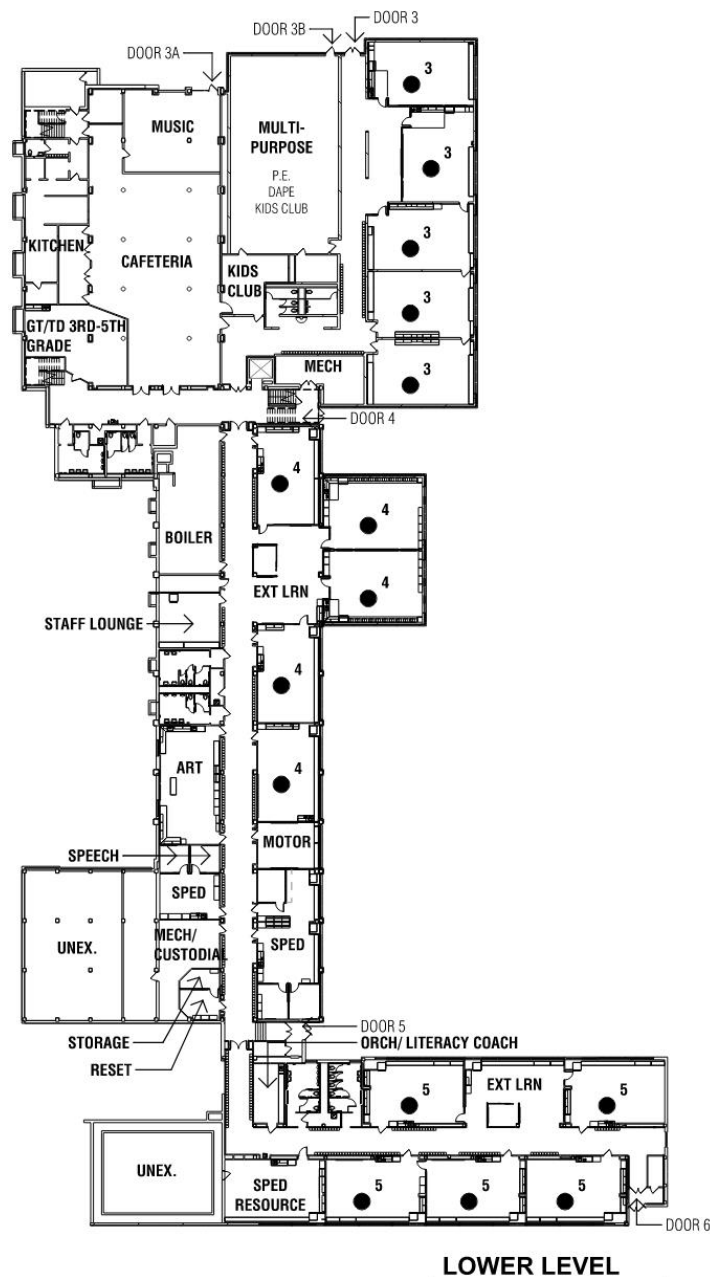 DOOR 3
DOOR 3B
DOOR 3A
3
MUSIC
MULTI-
PURPOSE
P.E.
DAPE
KIDS CLUB
3
3
KITCHEN
CAFETERIA
KIDS
CLUB
3
GT/TD 3RD-5TH
GRADE
MECH
3
DOOR 4
4
4
BOILER
4
EXT LRN
STAFF LOUNGE
4
ART
4
MOTOR
SPEECH
SPED
UNEX.
MECH/
CUSTODIAL
SPED
DOOR 5
STORAGE
ORCH/ LITERACY COACH
RESET
5
EXT LRN
5
UNEX.
SPED
RESOURCE
5
5
5
DOOR 6
LOWER LEVEL